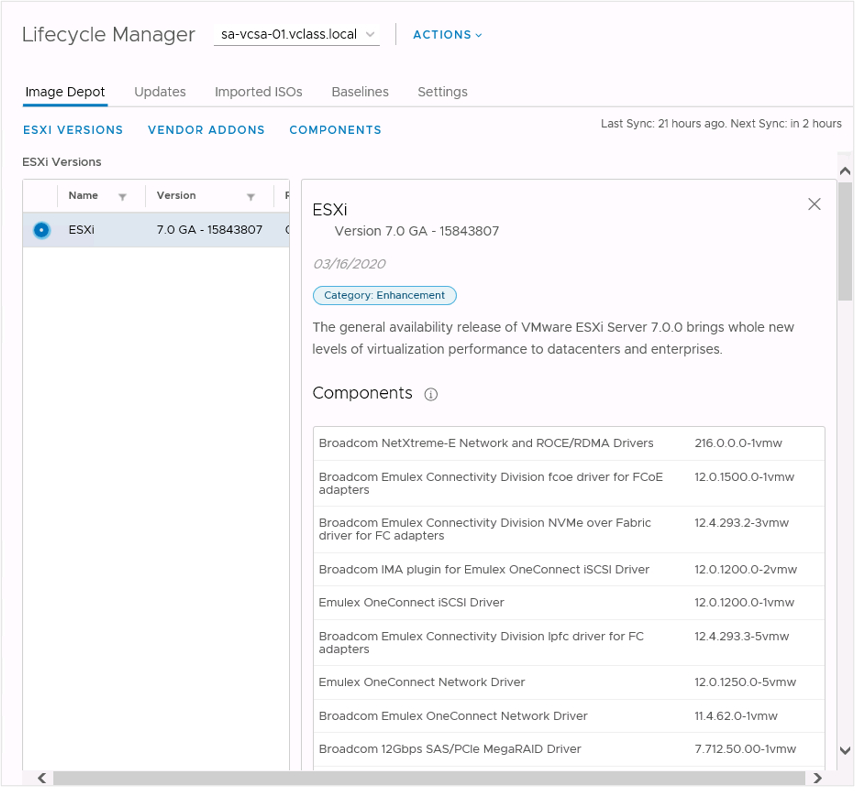 Lifecycle Manager
sa-vcsa-01.vclass.local
ACTIONS
Image Depot
Updates
Imported ISOs
Baselines
Settings
ESXI VERSIONS
VENDOR ADDONS
COMPONENTS
Last Sync: 21 hours ago. Next Sync: in 2 hours
ESXi Versions
Name
Version
ESXi
7.0 GA - 15843807
ESXi
Version 7.0 GA - 15843807
03/16/2020
Category: Enhancement
The general availability release of VMware ESXi Server 7.0.0 brings whole new
levels of virtualization performance to datacenters and enterprises.
Components
Broadcom NetXtreme-E Network and ROCE/RDMA Drivers 216.0.0.0-1vmw
Broadcom Emulex Connectivity Division fcoe driver for FCoE 12.0.1500.0-1vmw
adapters
Broadcom Emulex Connectivity Division NVMe over Fabric 12.4.293.2-3vmw
driver for FC adapters
Broadcom IMA plugin for Emulex OneConnect iSCSI Driver 12.0.1200.0-2vmw
Emulex OneConnect iSCSI Driver 12.0.1200.0-1vmw
Broadcom Emulex Connectivity Division lpfc driver for FC 12.4.293.3-5vmw
adapters
Emulex OneConnect Network Driver 12.0.1250.0-5vmw
Broadcom Emulex OneConnect Network Driver 11.4.62.0-1vmw
Broadcom 12Gbps SAS/PCIe MegaRAID Driver 7.712.50.00-1vmw